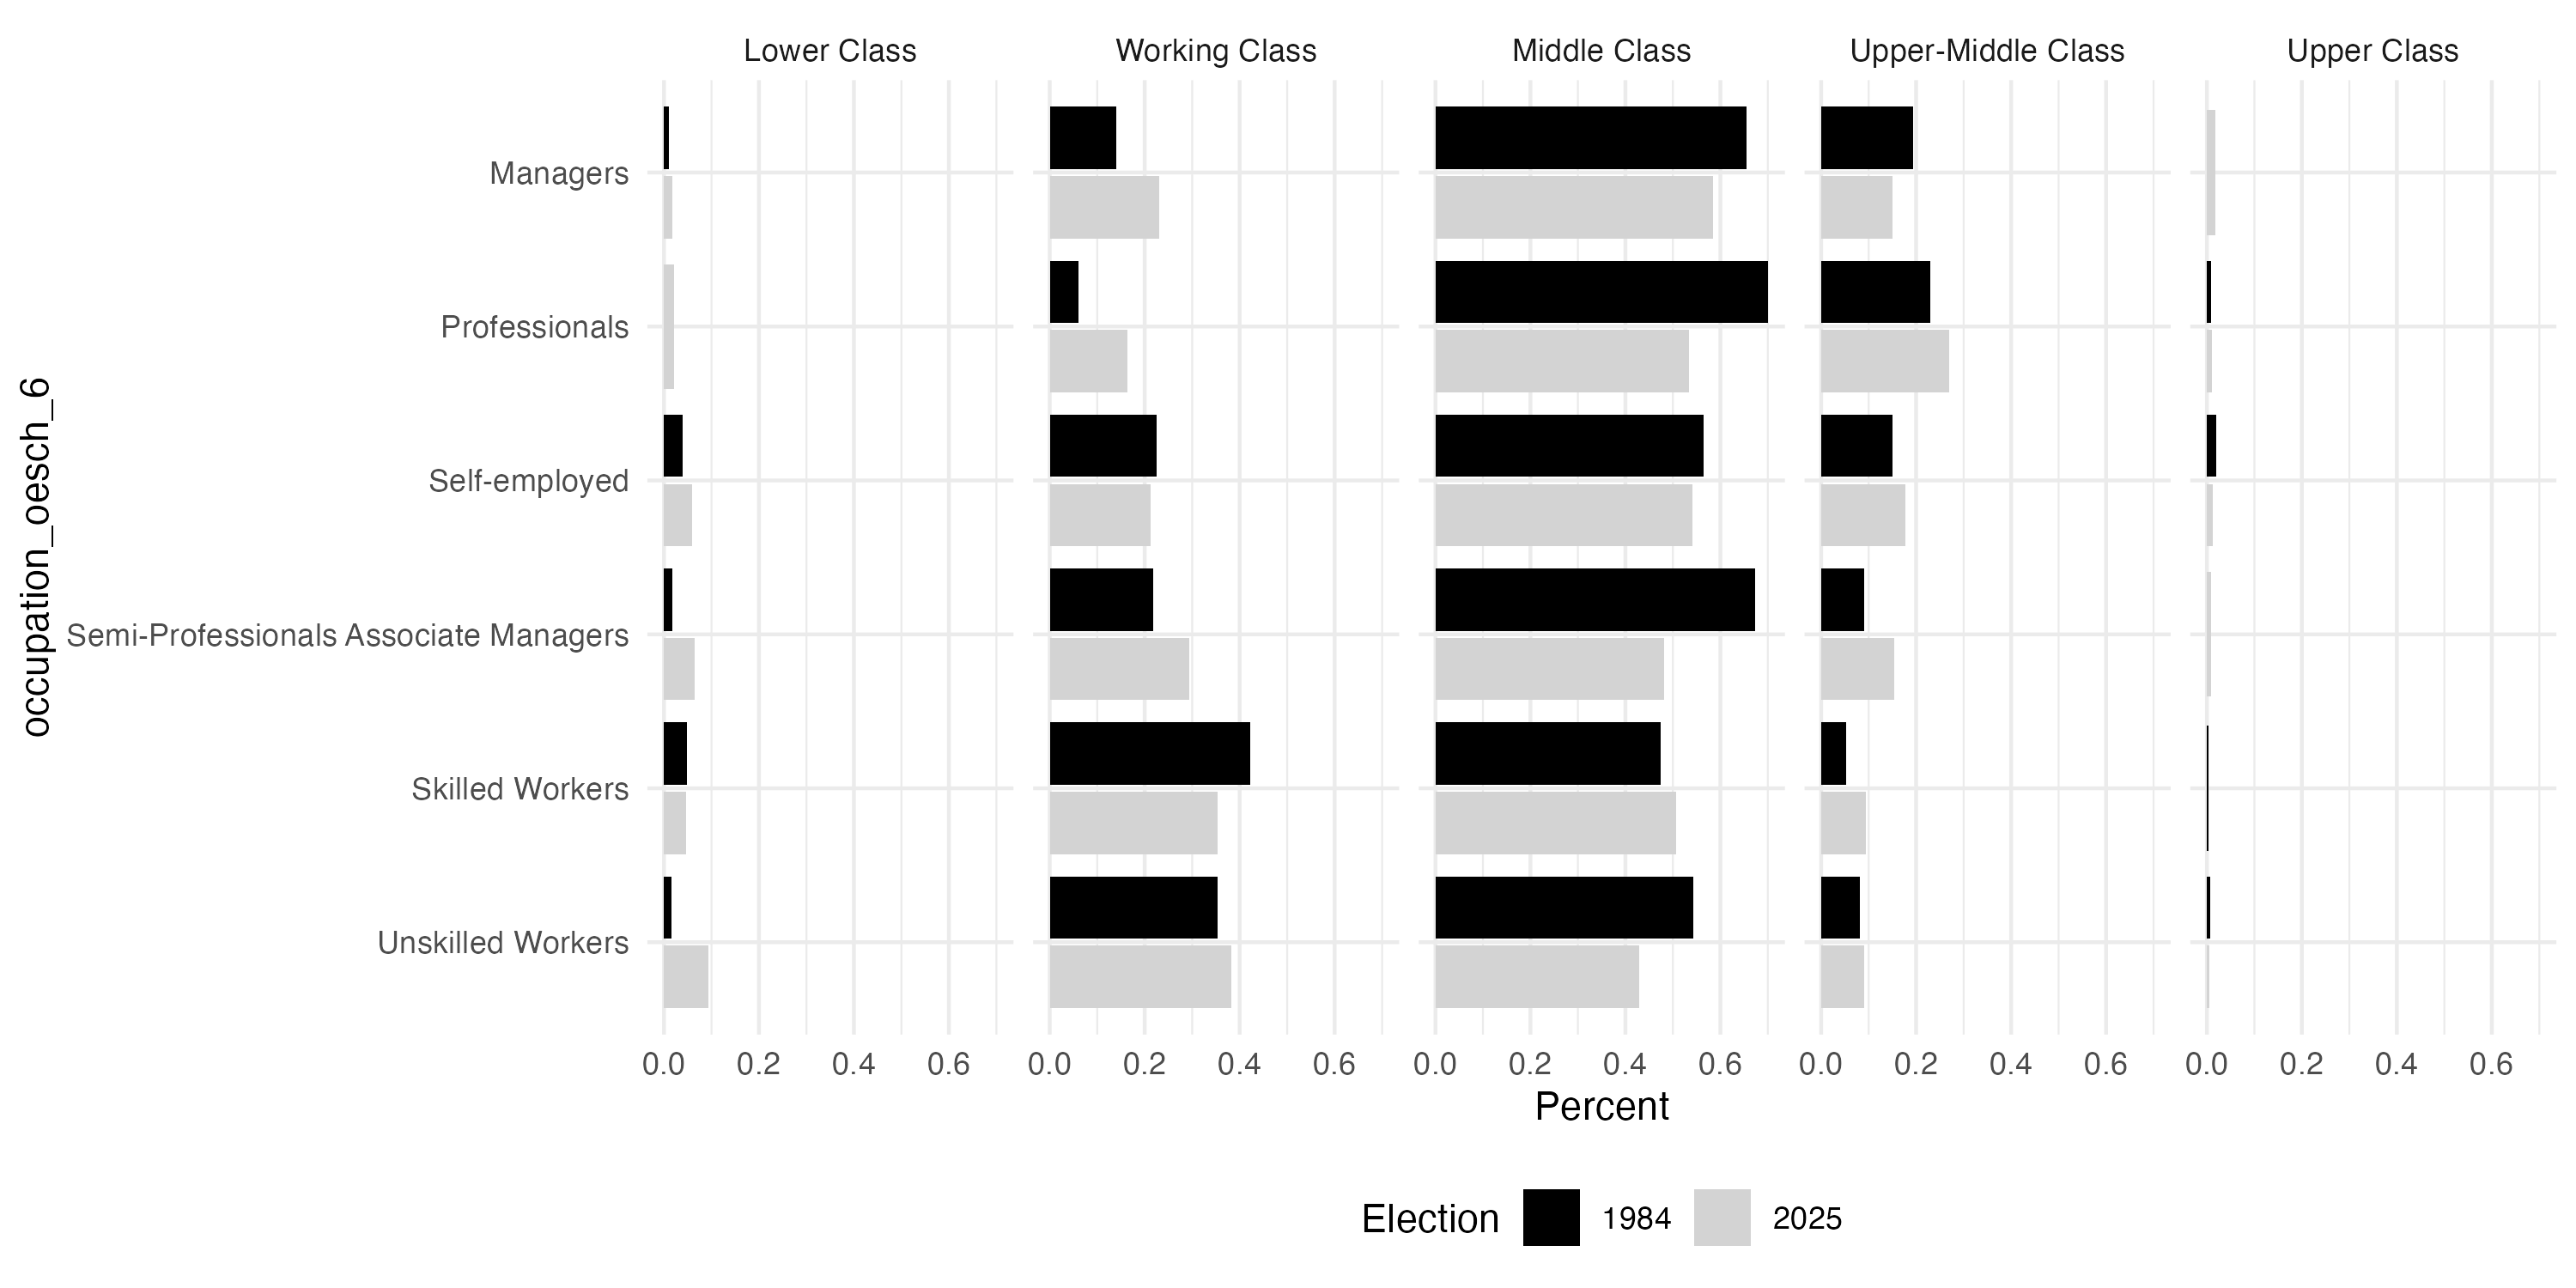 Lower Class Working Class Middle Class Upper-Middle Class Upper Class
occupation_oesch_6
Managers
Professionals
Self-employed
Semi-Professionals Associate Managers
Skilled Workers
Unskilled Workers
0.0 0.2 0.4 0.6 0.0 0.2 0.4 0.6 0.0 0.2 0.4 0.6 0.0 0.2 0.4 0.6 0.0 0.2 0.4 0.6
Percent
Election 1984 2025